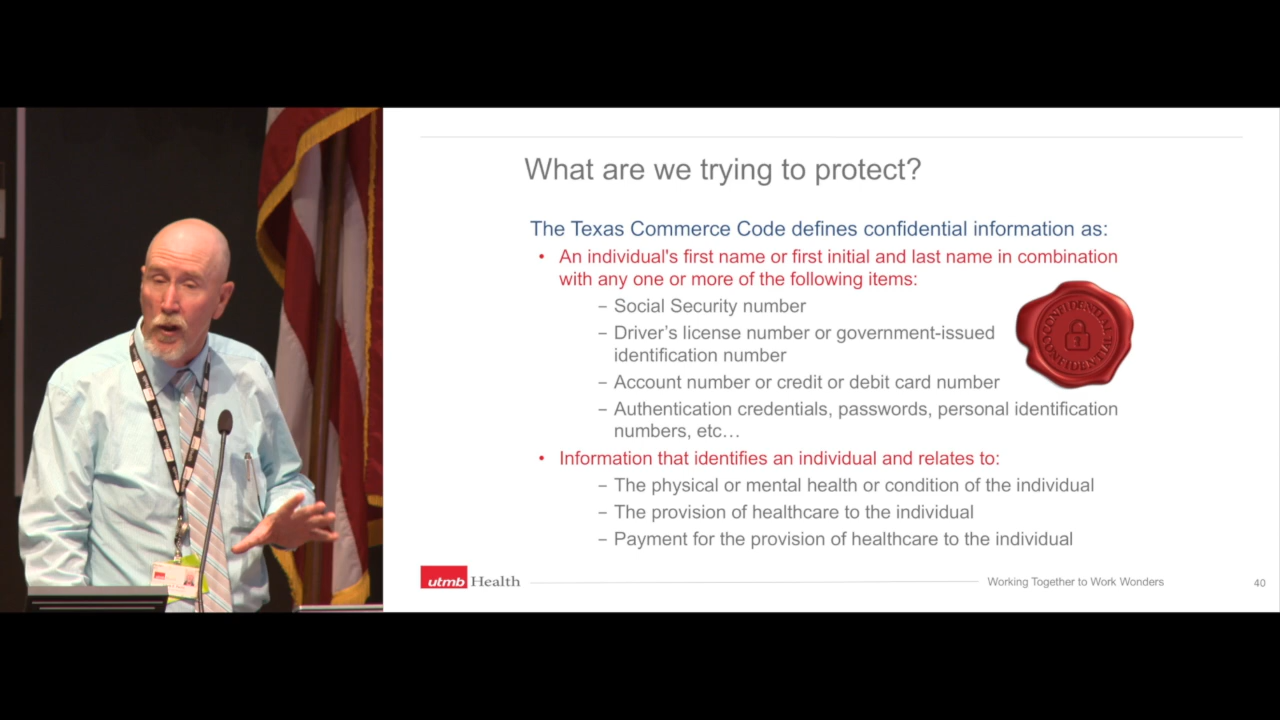 What are we trying to protect?
The Texas Commerce Code defines confidential information as:
• An individual's first name or first initial and last name in combination
with any one or more of the following items:
– Social Security number
– Driver’s license number or government-issued
identification number
– Account number or credit or debit card number
– Authentication credentials, passwords, personal identification
numbers, etc…
• Information that identifies an individual and relates to:
– The physical or mental health or condition of the individual
– The provision of healthcare to the individual
– Payment for the provision of healthcare to the individual
CONFIDENTIAL
CONFIDENTIAL
utmb Health
Working Together to Work Wonders
40